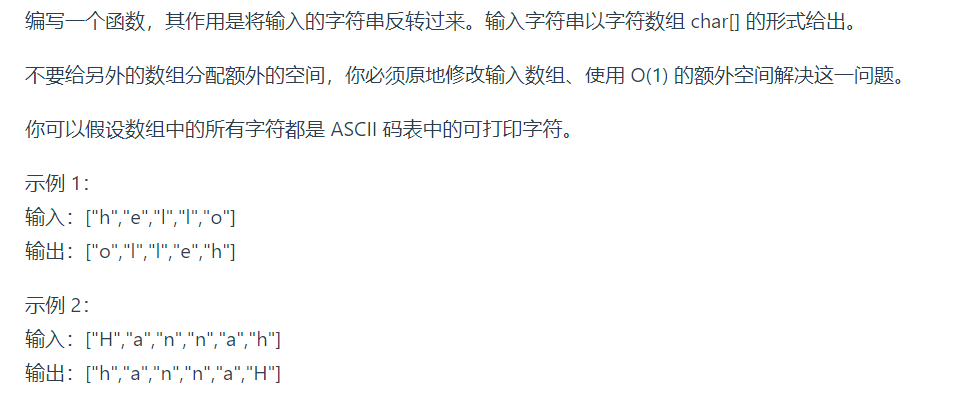 编写一个函数，其作用是将输入的字符串反转过来。输入字符串以字符数组 char[] 的形式给出。
不要给另外的数组分配额外的空间，你必须原地修改输入数组、使用 O(1) 的额外空间解决这一问题。
你可以假设数组中的所有字符都是 ASCII 码表中的可打印字符。
示例 1：
输入：["h","e","l","l","o"]
输出：["o","l","l","e","h"]
示例 2：
输入：["H","a","n","n","a","h"]
输出：["h","a","n","n","a","H"]